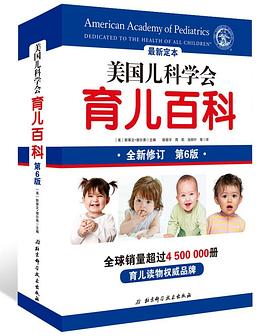 American Academy of Pediatrics
DEDICATED TO THE HEALTH OF ALL CHILDREN
最新定本
美国儿科学会
育儿百科
全新修订 第6版
全球销量超过4 500 000册
育儿读物权威品牌
北京科学技术出版社
美国儿科学会
育儿百科
第6版